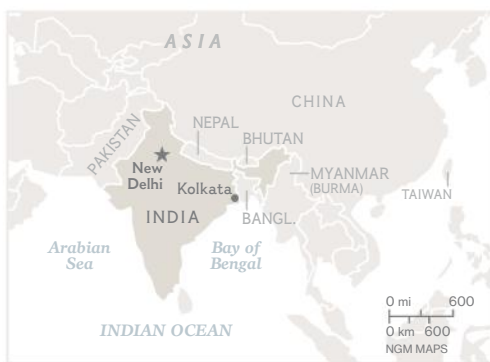 ASIA
CHINA
NEPAL
BHUTAN
PAKISTAN
New
Delhi
Kolkata
MYANMAR
(BURMA)
TAIWAN
INDIA
BANGL.
Arabian
Sea
Bay of
Bengal
INDIAN OCEAN
0 mi 600
0 km 600
NGM MAPS